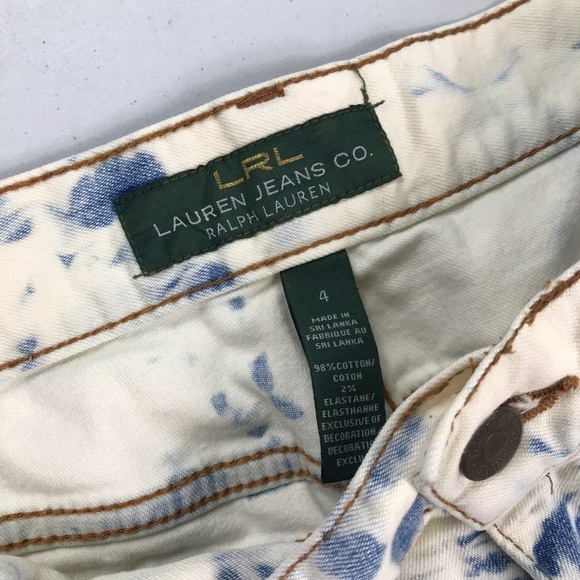 LRL
LAUREN JEANS CO.
RALPH LAUREN
4
MADE IN
SRI LANKA
FABRIQUE AU
SRI LANKA
98% COTTON/
COTON
2%
ELASTANE/
ELASTHANNE
EXCLUSIVE OF
DECORATION
DECORATION